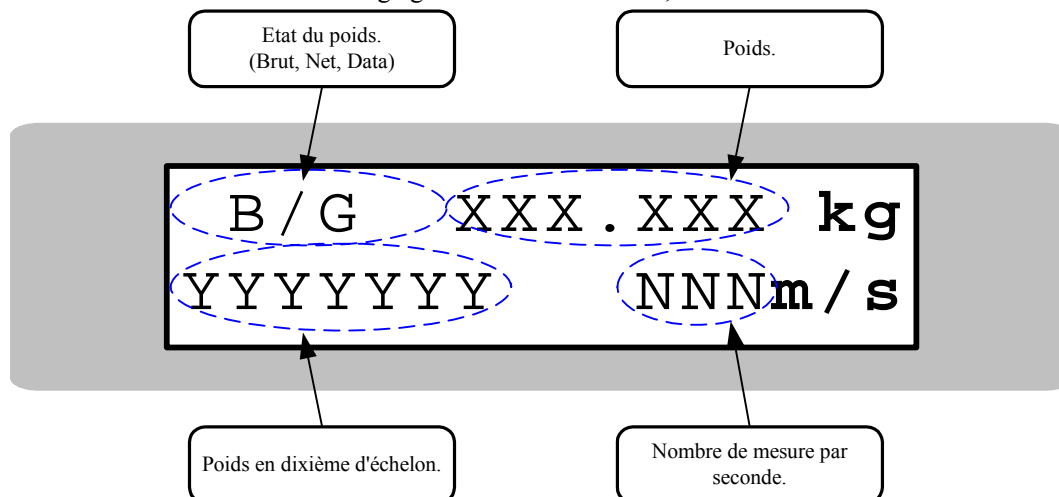 Etat du poids.
(Brut, Net, Data)
Poids.
B/G XXX.XXX kg
YYYYYYY NNNm/s
Poids en dixième d'échelon.
Nombre de mesure par
seconde.